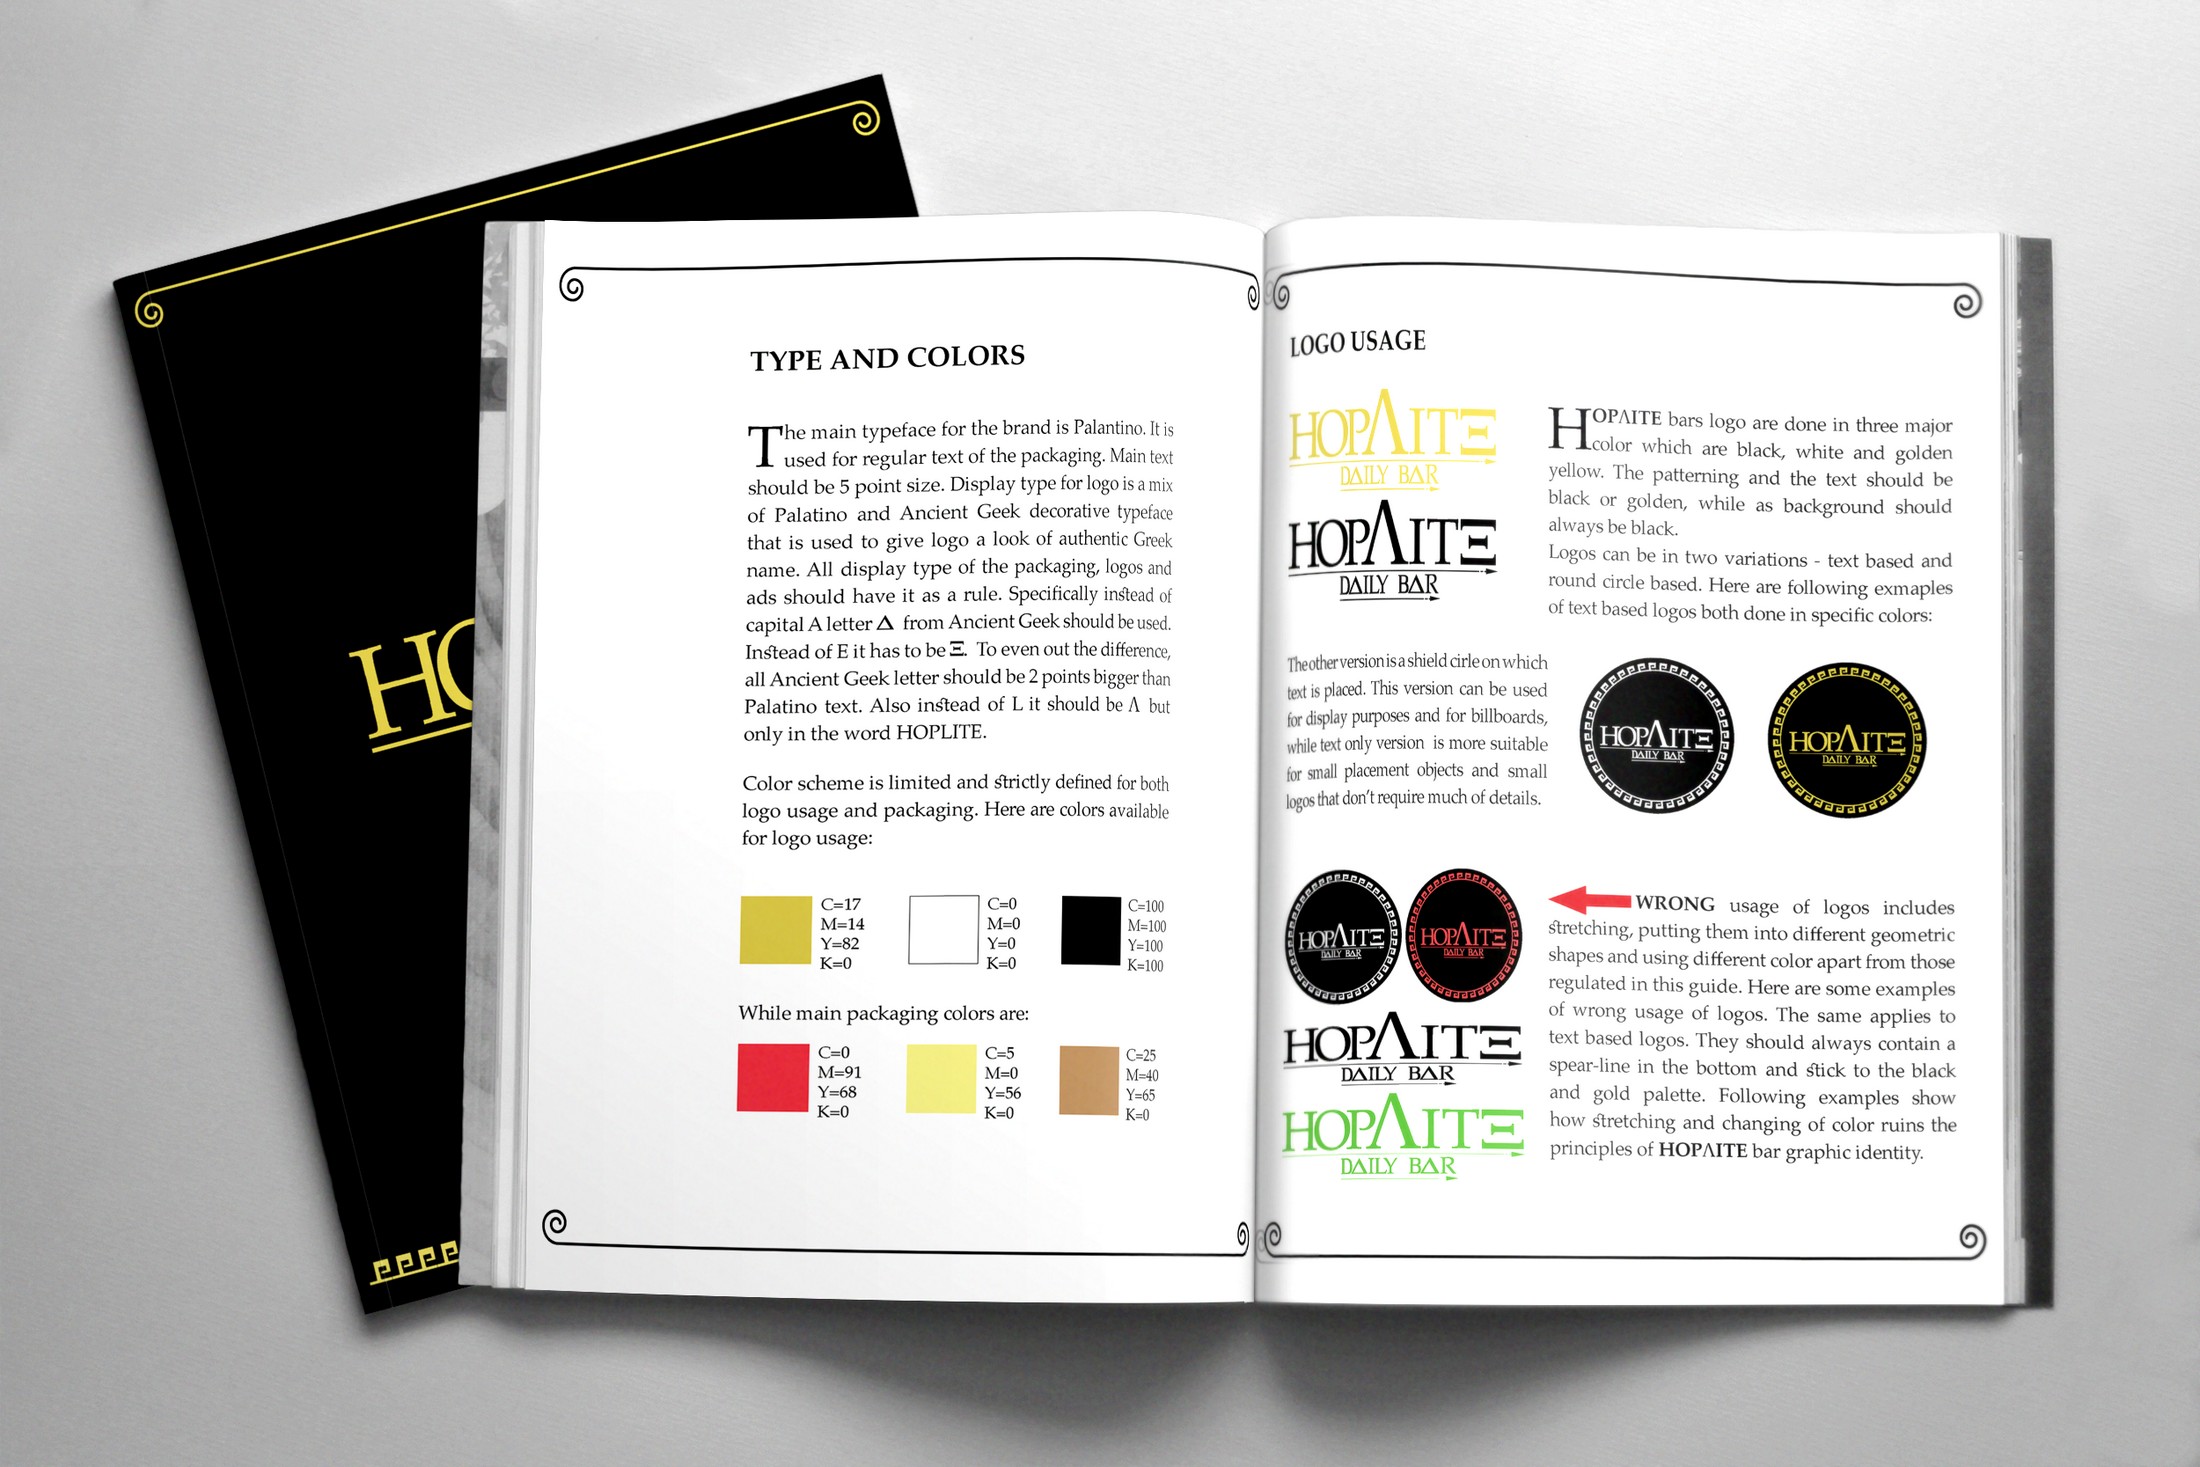 HO
TYPE AND COLORS
The main typeface for the brand is Palantino. It is
used for regular text of the packaging. Main text
should be 5 point size. Display type for logo is a mix
of Palatino and Ancient Geek decorative typeface
that is used to give logo a look of authentic Greek
name. All display type of the packaging, logos and
ads should have it as a rule. Specifically instead of
capital A letter Δ from Ancient Geek should be used.
Instead of E it has to be Ξ. To even out the difference,
all Ancient Geek letter should be 2 points bigger than
Palatino text. Also instead of L it should be Λ but
only in the word HOPLITE.
Color scheme is limited and strictly defined for both
logo usage and packaging. Here are colors available
for logo usage:
C=17
M=14
Y=82
K=0
C=0
M=0
Y=0
K=0
C=100
M=100
Y=100
K=100
While main packaging colors are:
C=0
M=91
Y=68
K=0
C=5
M=0
Y=56
K=0
C=25
M=40
Y=65
K=0
LOGO USAGE
HOPΛITΞ
DΔILY BΔR
HOPΛITΞ
DΔILY BΔR
HOPΛITE bars logo are done in three major
color which are black, white and golden
yellow. The patterning and the text should be
black or golden, while as background should
always be black.
Logos can be in two variations - text based and
round circle based. Here are following exmaples
of text based logos both done in specific colors:
The other version is a shield cirle on which
text is placed. This version can be used
for display purposes and for billboards,
while text only version is more suitable
for small placement objects and small
logos that don't require much of details.
HOPΛITΞ
DΔILY BΔR
HOPΛITΞ
DΔILY BΔR
HOPΛITΞ
DΔILY BΔR
HOPΛITΞ
DΔILY BΔR
HOPΛITΞ
DΔILY BΔR
HOPΛITΞ
DΔILY BΔR
WRONG usage of logos includes
stretching, putting them into different geometric
shapes and using different color apart from those
regulated in this guide. Here are some examples
of wrong usage of logos. The same applies to
text based logos. They should always contain a
spear-line in the bottom and stick to the black
and gold palette. Following examples show
how stretching and changing of color ruins the
principles of HOPΛITE bar graphic identity.